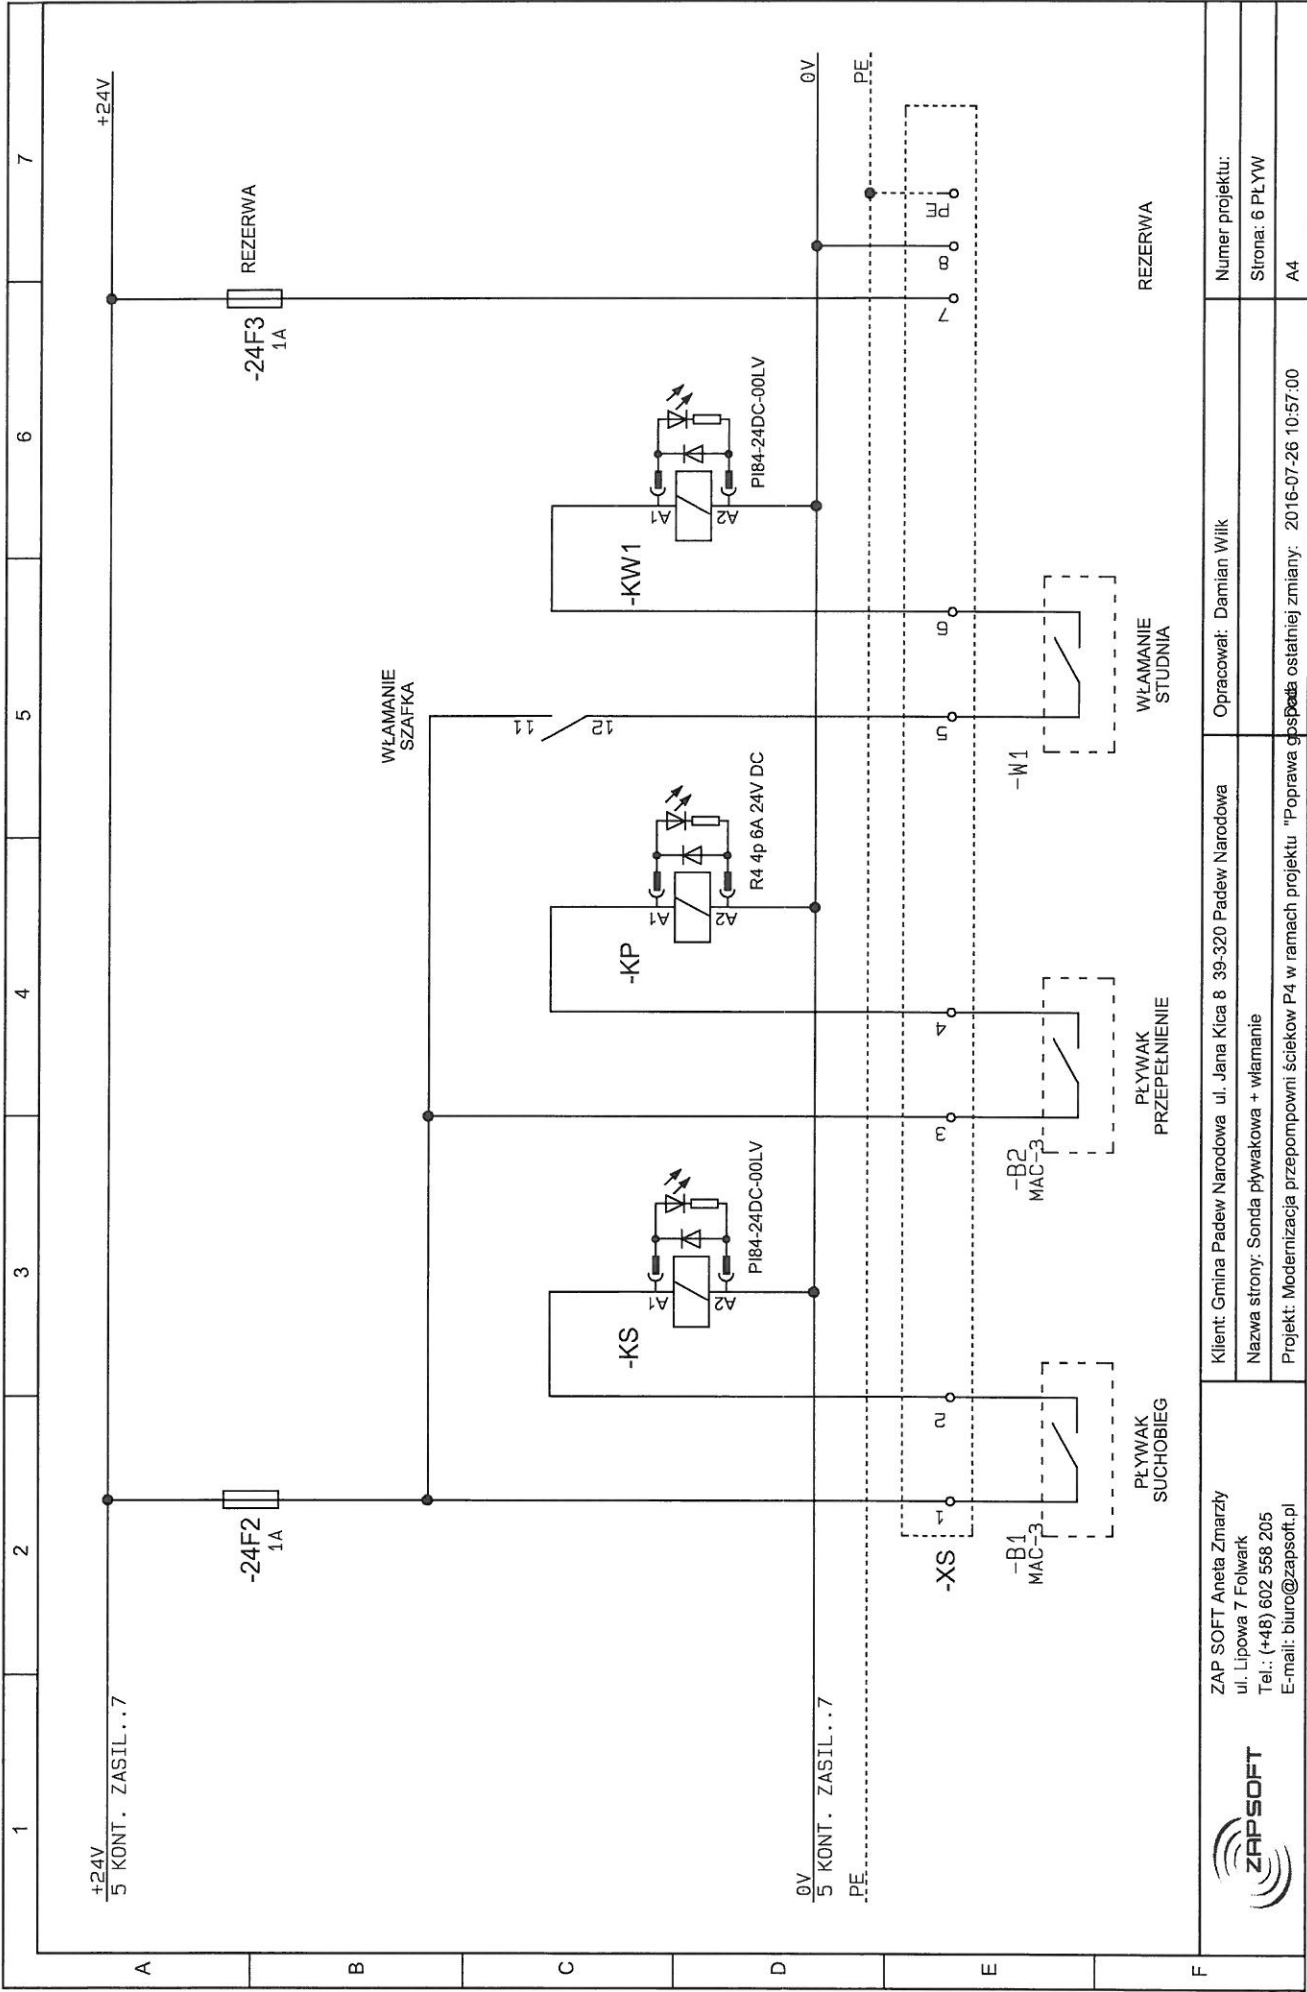 1
2
3
4
5
6
7
A
B
C
D
E
F
+24V
5 KONT. ZASIL..7
+24V
-24F2
1A
-24F3
1A
REZERWA
WŁAMANIE
SZAFKA
11
12
-KS
A1
A2
PI84-24DC-00LV
-KP
A1
A2
R4 4p 6A 24V DC
-KW1
A1
A2
PI84-24DC-00LV
0V
5 KONT. ZASIL..7
0V
PE
PE
-XS
1
2
3
4
5
6
7
8
PE
-B1
MAC-3
-B2
MAC-3
-W1
PŁYWAK
SUCHOBIEG
PŁYWAK
PRZEPEŁNIENIE
WŁAMANIE
STUDNIA
REZERWA
ZAPSOFT
ZAP SOFT Aneta Zmarzły
ul. Lipowa 7 Folwark
Tel.: (+48) 602 558 205
E-mail: biuro@zapsoft.pl
Klient: Gmina Padew Narodowa ul. Jana Kica 8 39-320 Padew Narodowa
Nazwa strony: Sonda pływakowa + włamanie
Projekt: Modernizacja przepompowni ściekow P4 w ramach projektu "Poprawa
Opracował: Damian Wilk
ostatniej zmiany: 2016-07-26 10:57:00
Numer projektu:
Strona: 6 PŁYW
A4